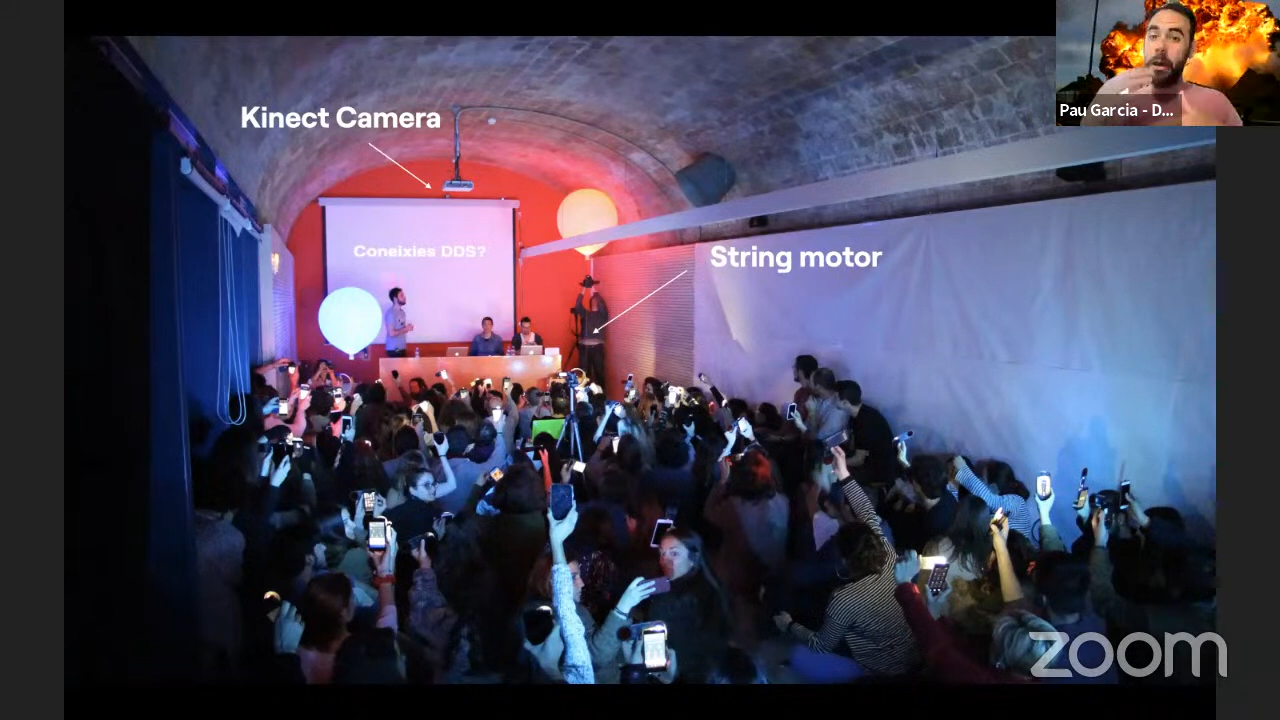 Pau Garcia - D...
Kinect Camera
Coneixies DDS?
String motor
zoom